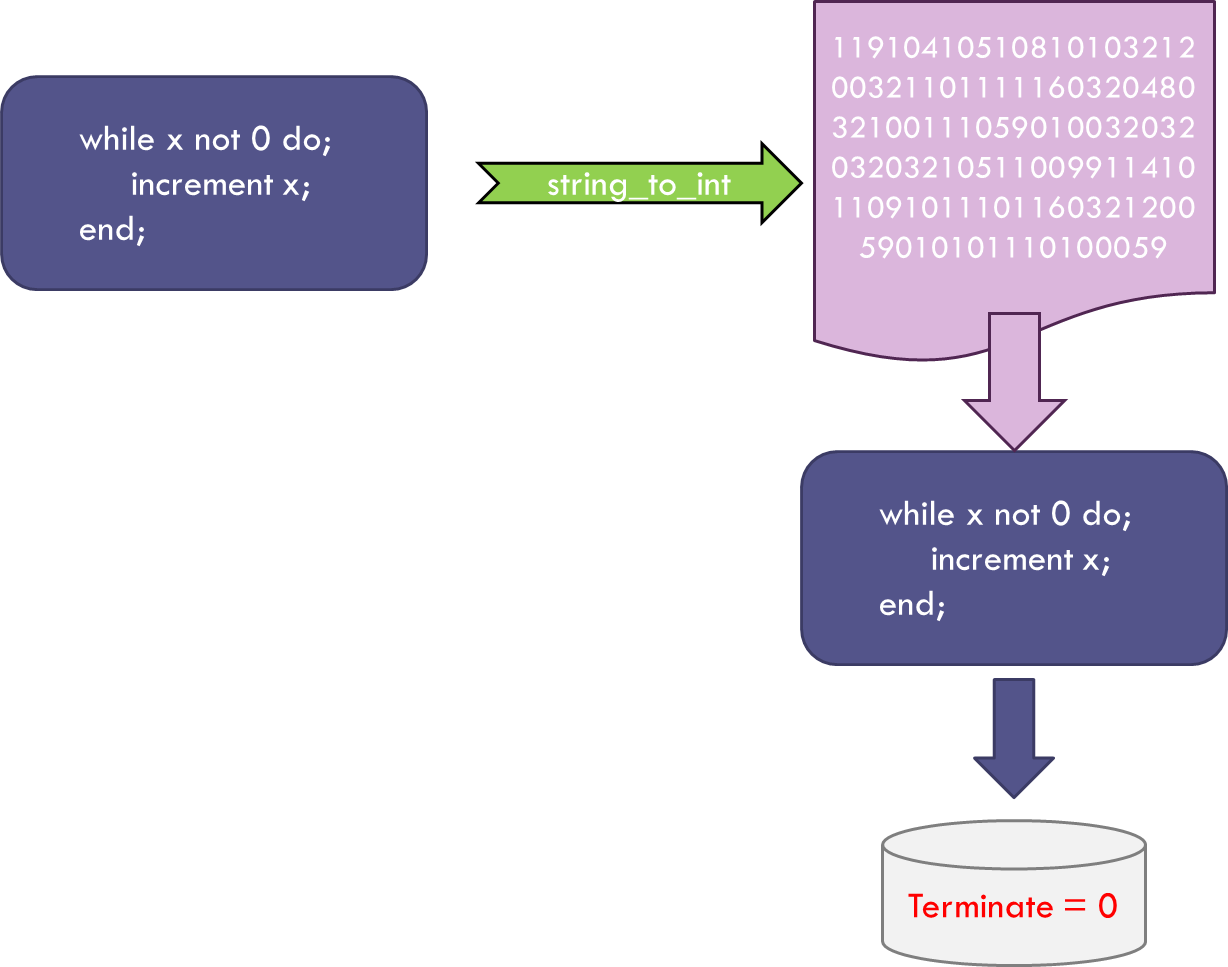 while x not 0 do;
increment x;
end;
string_to_int
11910410510810103212
00321101111160320480
32100111059010032032
03203210511009911410
11091011101160321200
59010101110100059
while x not 0 do;
increment x;
end;
Terminate = 0